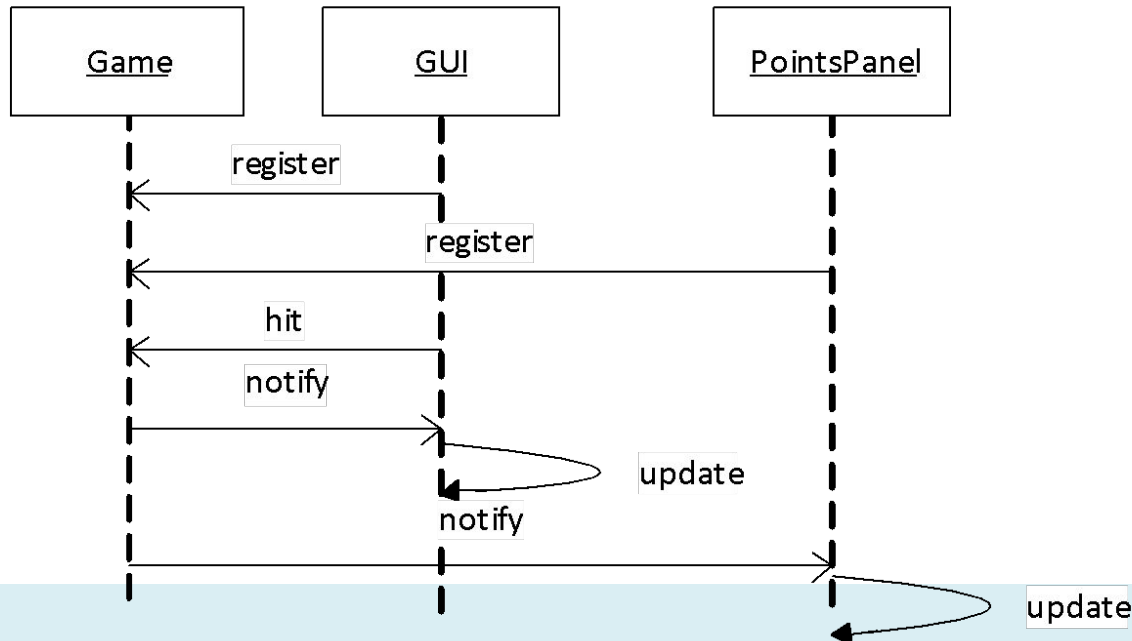 Game
GUI
PointsPanel
register
register
hit
notify
update
notify
update